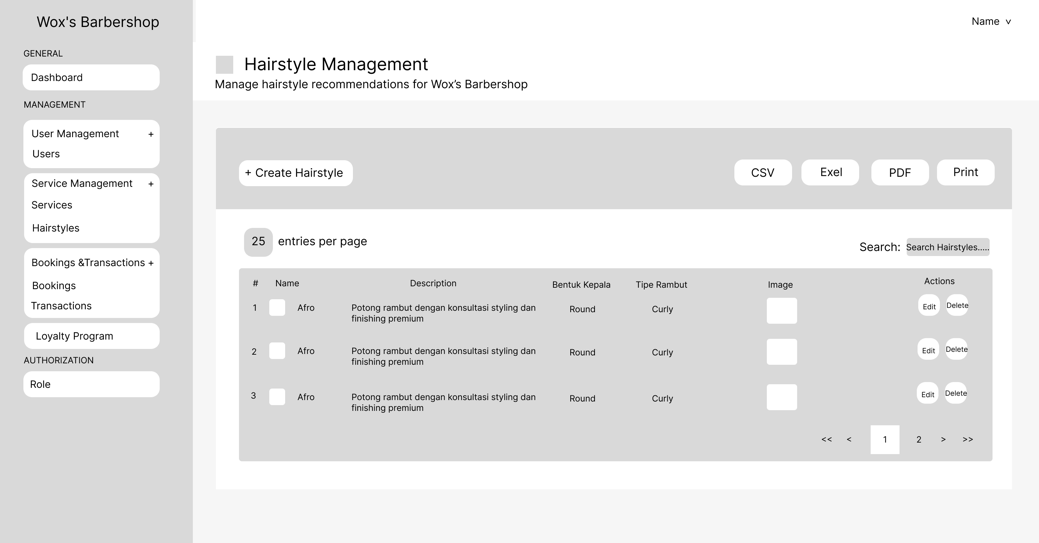 Wox's Barbershop
Name v
GENERAL
Dashboard
MANAGEMENT
User Management +
Users
Service Management +
Services
Hairstyles
Bookings &Transactions +
Bookings
Transactions
Loyalty Program
AUTHORIZATION
Role
Hairstyle Management
Manage hairstyle recommendations for Wox's Barbershop
+ Create Hairstyle
CSV
Exel
PDF
Print
25 entries per page
Search: Search Hairstyles.....
# Name Description Bentuk Kepala Tipe Rambut Image Actions
1 Afro Potong rambut dengan konsultasi styling dan Round Curly Edit Delete
finishing premium
2 Afro Potong rambut dengan konsultasi styling dan Round Curly Edit Delete
finishing premium
3 Afro Potong rambut dengan konsultasi styling dan Round Curly Edit Delete
finishing premium
<< < 1 2 > >>